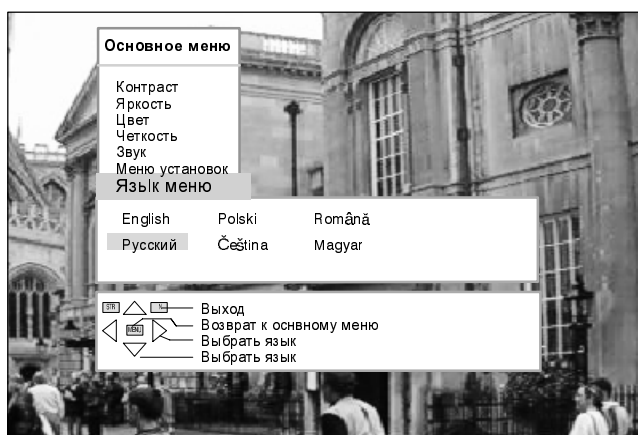 Основное меню
Контраст
Яркость
Цвет
Четкость
Звук
Меню установок
Язык меню
English Polski Română
Русский Čeština Magyar
STR N Выход
MENU Возврат к оснвному меню
Выбрать язык
Выбрать язык